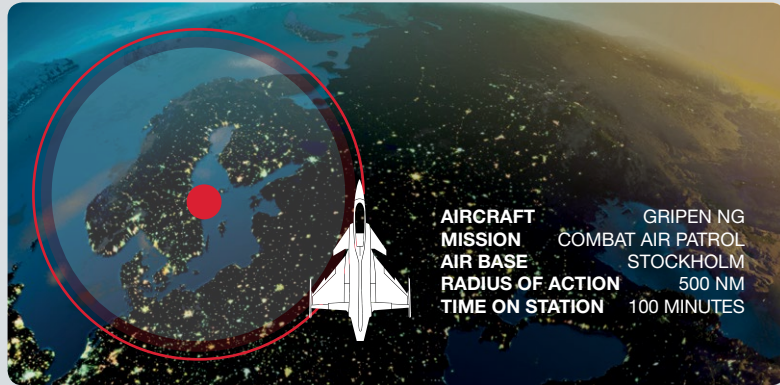 AIRCRAFT GRIPEN NG
MISSION COMBAT AIR PATROL
AIR BASE STOCKHOLM
RADIUS OF ACTION 500 NM
TIME ON STATION 100 MINUTES